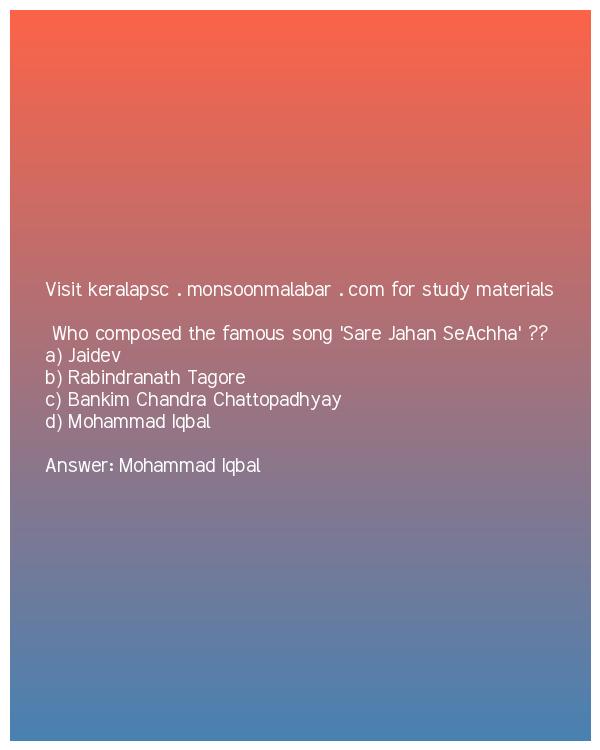 Visit keralapsc . monsoonmalabar . com for study materials
Who composed the famous song 'Sare Jahan SeAchha' ??
a) Jaidev
b) Rabindranath Tagore
c) Bankim Chandra Chattopadhyay
d) Mohammad Iqbal
Answer: Mohammad Iqbal